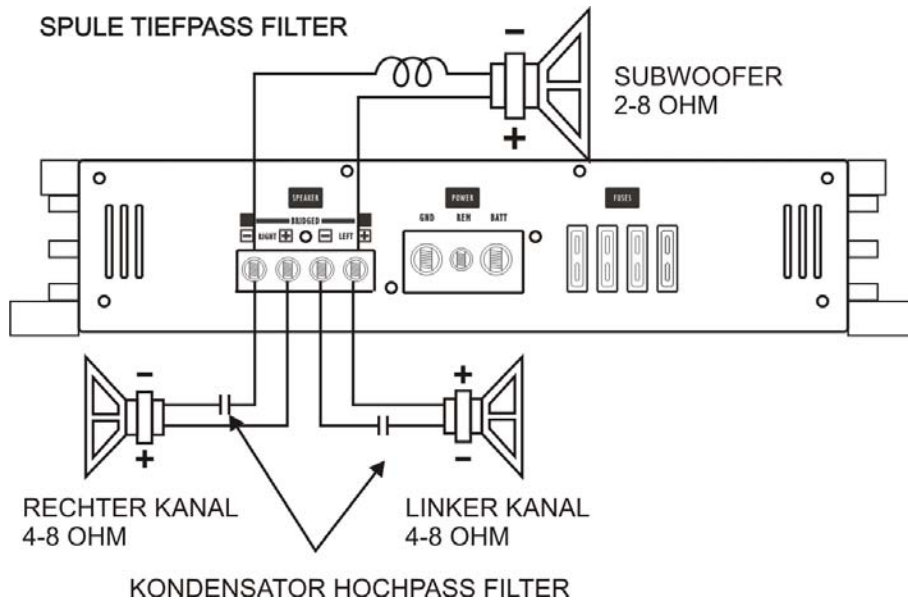 SPULE TIEFPASS FILTER
-
SUBWOOFER
2-8 OHM
+
SPEAKER
POWER
FUSES
BRIDGED
- RIGHT + - LEFT +
GND REM BATT
-
+
+
-
RECHTER KANAL
4-8 OHM
LINKER KANAL
4-8 OHM
KONDENSATOR HOCHPASS FILTER